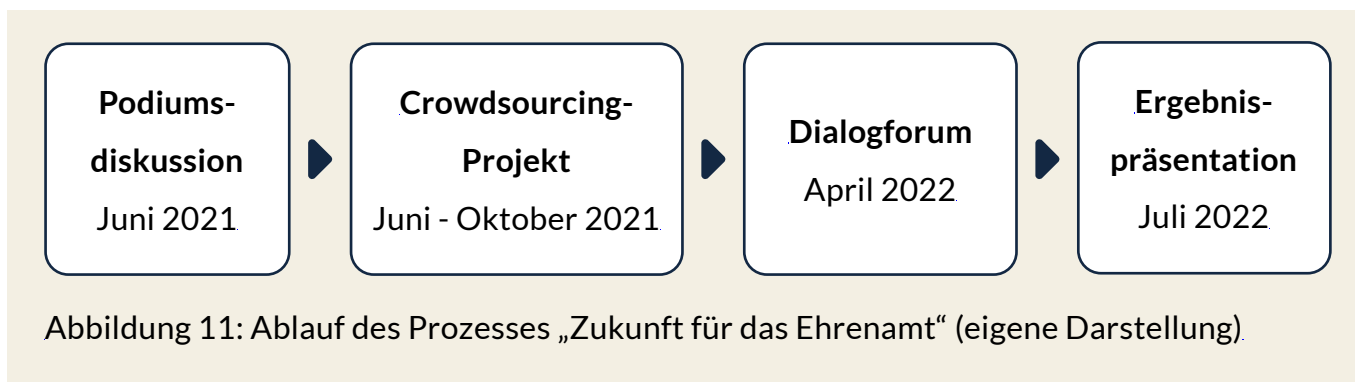 Podiums-
diskussion
Juni 2021
Crowdsourcing-
Projekt
Juni - Oktober 2021
Dialogforum
April 2022
Ergebnis-
präsentation
Juli 2022
Abbildung 11: Ablauf des Prozesses „Zukunft für das Ehrenamt“ (eigene Darstellung)